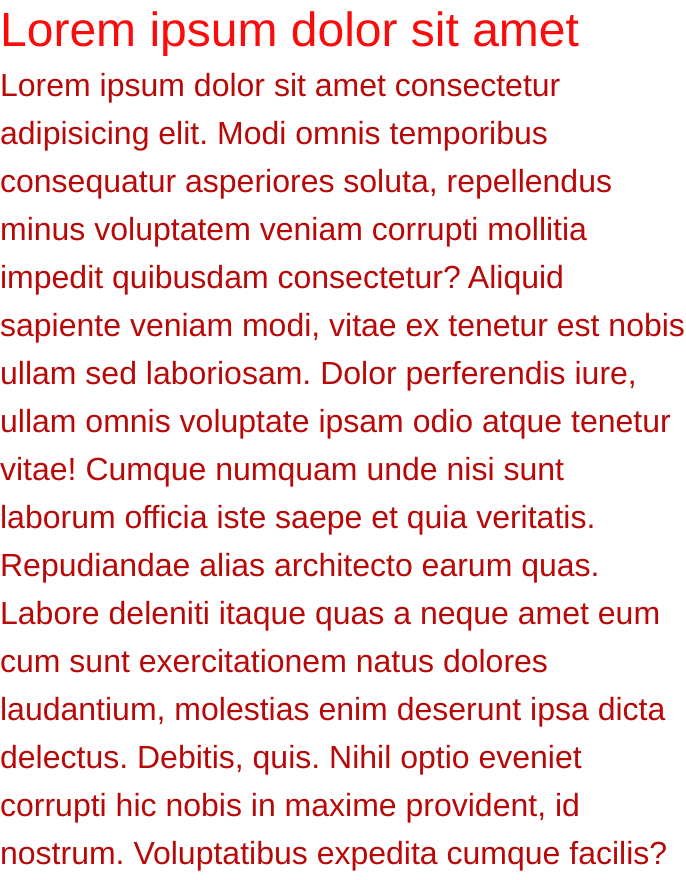 Lorem ipsum dolor sit amet
Lorem ipsum dolor sit amet consectetur
adipisicing elit. Modi omnis temporibus
consequatur asperiores soluta, repellendus
minus voluptatem veniam corrupti mollitia
impedit quibusdam consectetur? Aliquid
sapiente veniam modi, vitae ex tenetur est nobis
ullam sed laboriosam. Dolor perferendis iure,
ullam omnis voluptate ipsam odio atque tenetur
vitae! Cumque numquam unde nisi sunt
laborum officia iste saepe et quia veritatis.
Repudiandae alias architecto earum quas.
Labore deleniti itaque quas a neque amet eum
cum sunt exercitationem natus dolores
laudantium, molestias enim deserunt ipsa dicta
delectus. Debitis, quis. Nihil optio eveniet
corrupti hic nobis in maxime provident, id
nostrum. Voluptatibus expedita cumque facilis?